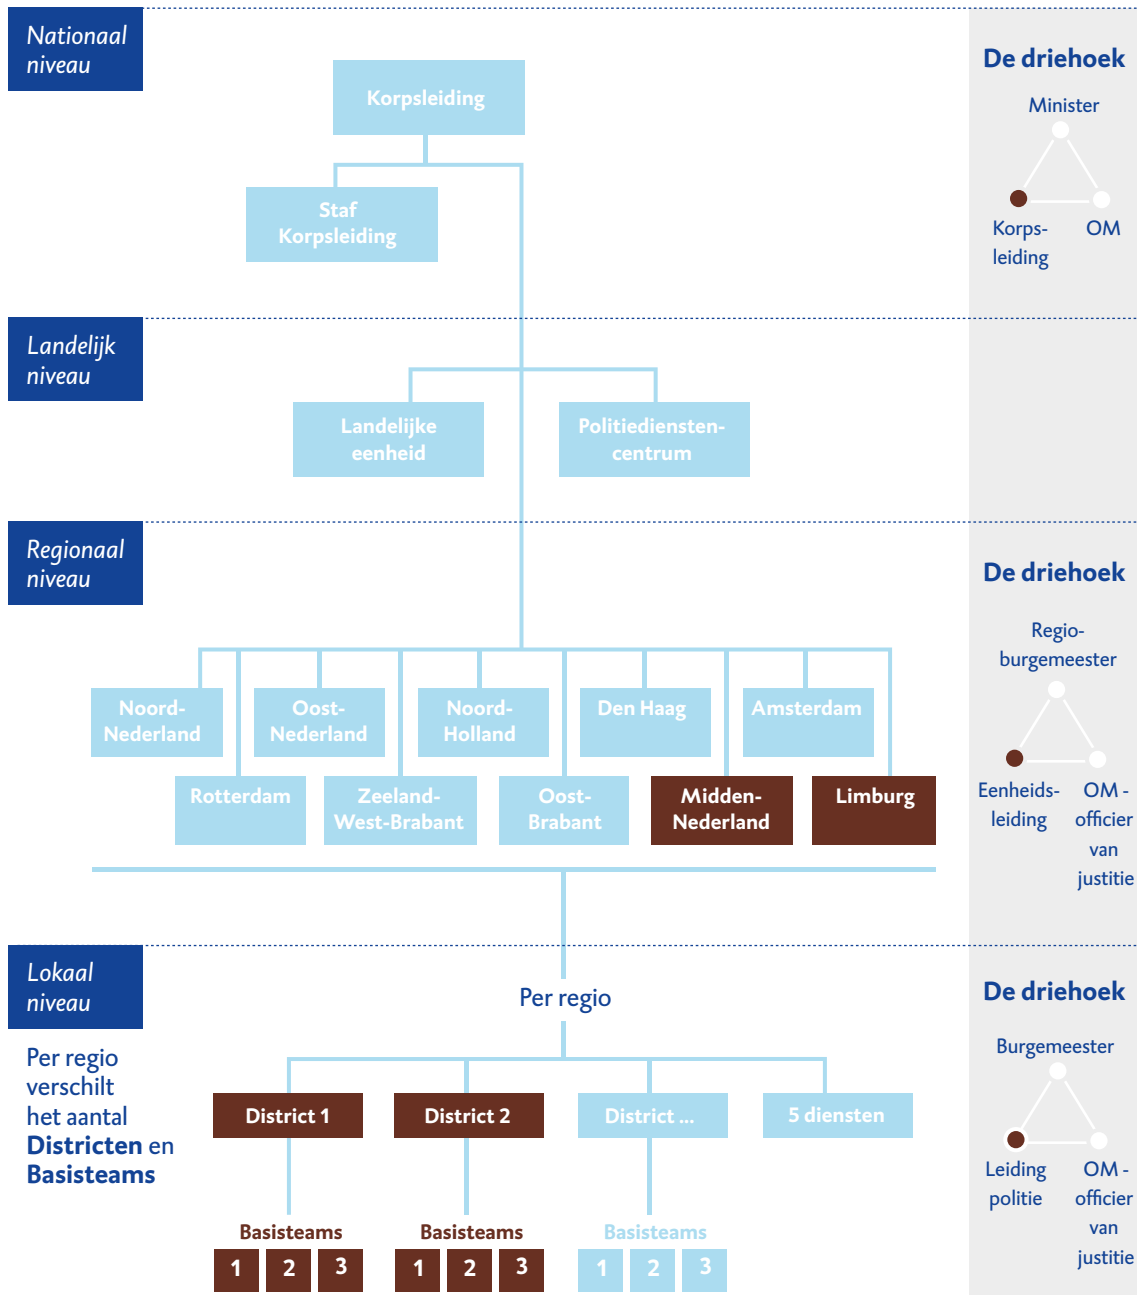 Nationaal
niveau
De driehoek
Korpsleiding
Minister
Staf
Korpsleiding
Korps-
leiding
OM
Landelijk
niveau
Landelijke
eenheid
Politiediensten-
centrum
Regionaal
niveau
De driehoek
Regio-
burgemeester
Noord-
Nederland
Oost-
Nederland
Noord-
Holland
Den Haag
Amsterdam
Rotterdam
Zeeland-
West-Brabant
Oost-
Brabant
Midden-
Nederland
Limburg
Eenheids-
leiding
OM -
officier
van
justitie
Lokaal
niveau
Per regio
De driehoek
Per regio
verschilt
het aantal
Districten en
Basisteams
Burgemeester
District 1
District 2
District ...
5 diensten
Leiding
politie
OM -
officier
van
justitie
Basisteams
1 2 3
Basisteams
1 2 3
Basisteams
1 2 3